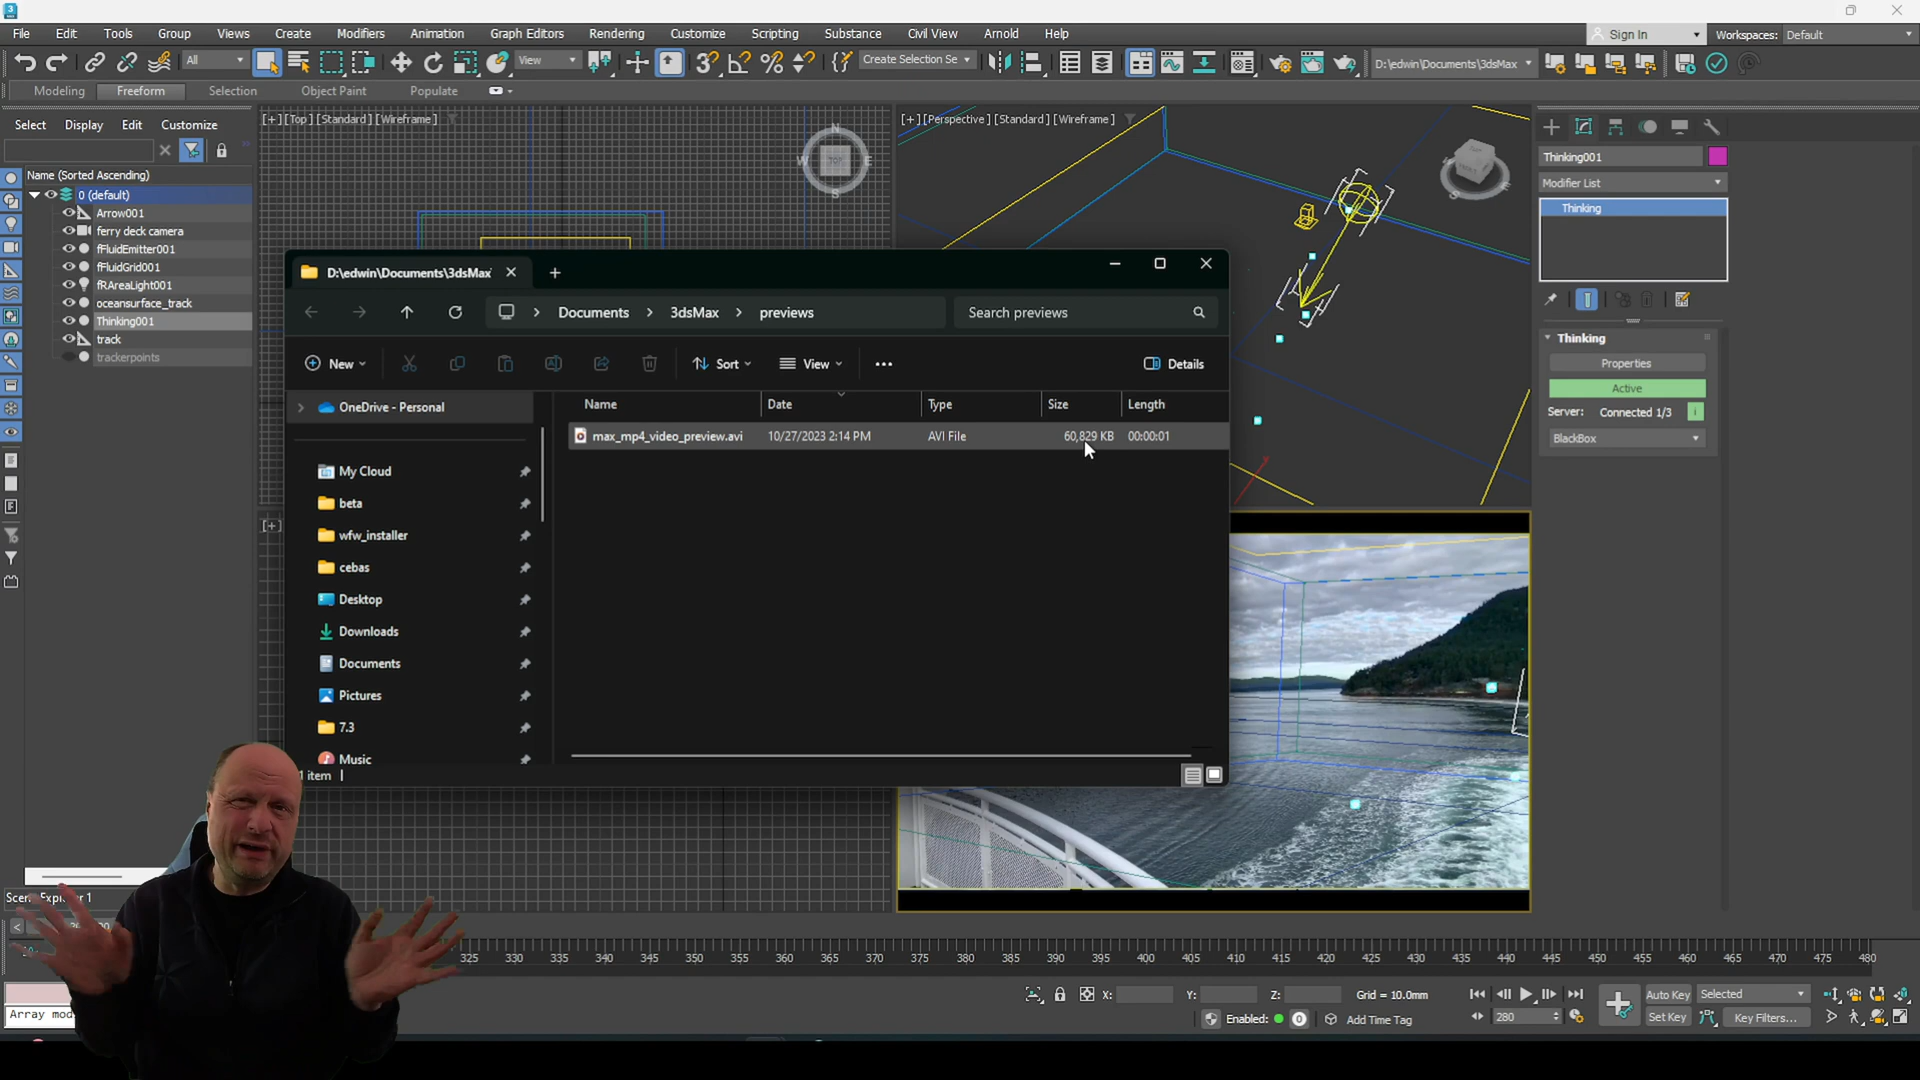 File Edit Tools Group Views Create Modifiers Animation Graph Editors Rendering Customize Scripting Substance Civil View Arnold Help
Sign In Workspaces: Default
All View Create Selection Se D:\edwin\Documents\3dsMax
Modeling Freeform Selection Object Paint Populate
Select Display Edit Customize
[+] [Top] [Standard] [Wireframe]
[+] [Perspective] [Standard] [Wireframe]
N
W TOP E
S
Name (Sorted Ascending)
0 (default)
Arrow001
ferry deck camera
fFluidEmitter001
fFluidGrid001
fRAreaLight001
oceansurface_track
Thinking001
track
trackerpoints
D:\edwin\Documents\3dsMax
Documents > 3dsMax > previews
Search previews
New Sort View Details
Name Date Type Size Length
max_mp4_video_preview.avi 10/27/2023 2:14 PM AVI File 60,829 KB 00:00:01
OneDrive - Personal
My Cloud
beta
wfw_installer
cebas
Desktop
Downloads
Documents
Pictures
7.3
Music
1 item
[+]
Thinking001
Modifier List
Thinking
Thinking
Properties
Active
Server: Connected 1/3 i
BlackBox
325 330 335 340 345 350 355 360 365 370 375 380 385 390 395 400 405 410 415 420 425 430 435 440 445 450 455 460 465 470 475 480
X: Y: Z: Grid = 10.0mm
Enabled: 0 Add Time Tag
280
Auto Key Selected
Set Key Key Filters...